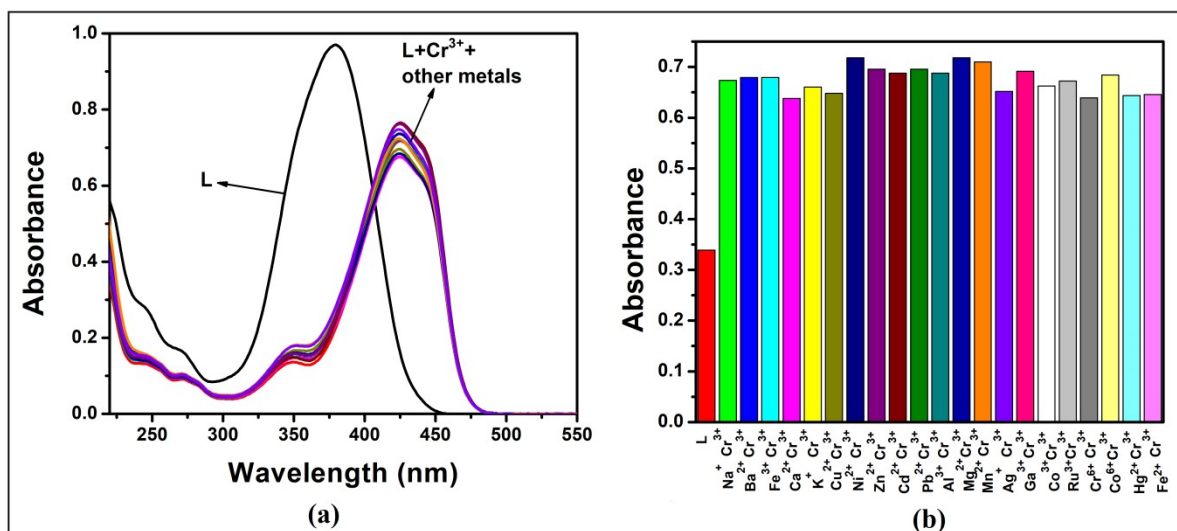 1.0
0.8
0.6
0.4
0.2
0.0
Absorbance
L
L+Cr³⁺+
other metals
250 300 350 400 450 500 550
Wavelength (nm)
(a)
0.7
0.6
0.5
0.4
0.3
0.2
0.1
0.0
Absorbance
L
Na⁺ Cr³⁺
Ba²⁺ Cr³⁺
Fe³⁺ Cr³⁺
Ca²⁺ Cr³⁺
K⁺ Cr³⁺
Cu²⁺ Cr³⁺
Ni²⁺ Cr³⁺
Zn²⁺ Cr³⁺
Cd²⁺ Cr³⁺
Pb²⁺ Cr³⁺
Al³⁺ Cr³⁺
Mg²⁺ Cr³⁺
Mn²⁺ Cr³⁺
Ag⁺ Cr³⁺
Ga³⁺ Cr³⁺
Co³⁺ Cr³⁺
Ru³⁺ Cr³⁺
Cr⁶⁺ Cr³⁺
Co⁶⁺ Cr³⁺
Hg²⁺ Cr³⁺
Fe²⁺ Cr³⁺
(b)